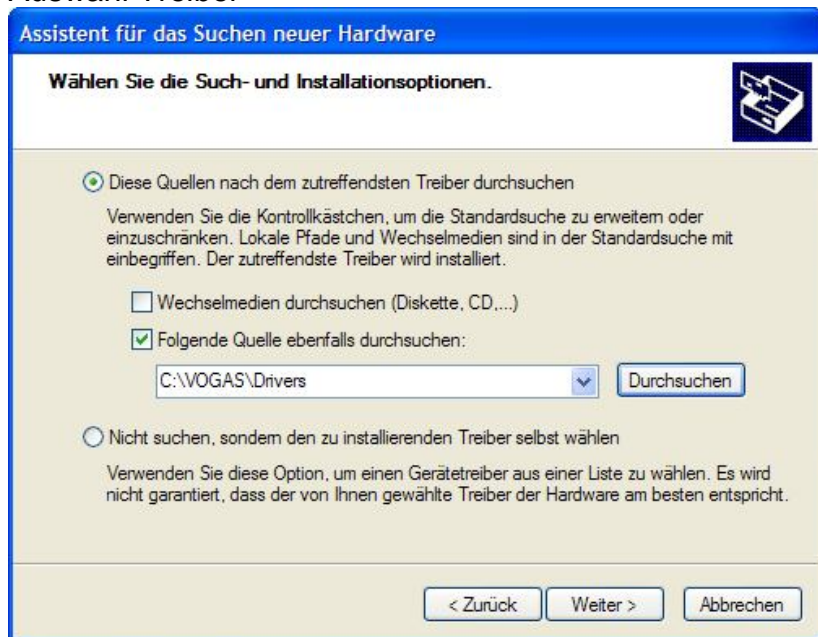 Auswahl Treiber
Assistent für das Suchen neuer Hardware
Wählen Sie die Such- und Installationsoptionen.
Diese Quellen nach dem zutreffendsten Treiber durchsuchen
Verwenden Sie die Kontrollkästchen, um die Standardsuche zu erweitern oder
einzuschränken. Lokale Pfade und Wechselmedien sind in der Standardsuche mit
einbegriffen. Der zutreffendste Treiber wird installiert.
Wechselmedien durchsuchen (Diskette, CD,...)
Folgende Quelle ebenfalls durchsuchen:
C:\VOGAS\Drivers
Durchsuchen
Nicht suchen, sondern den zu installierenden Treiber selbst wählen
Verwenden Sie diese Option, um einen Gerätetreiber aus einer Liste zu wählen. Es wird
nicht garantiert, dass der von Ihnen gewählte Treiber der Hardware am besten entspricht.
< Zurück
Weiter >
Abbrechen